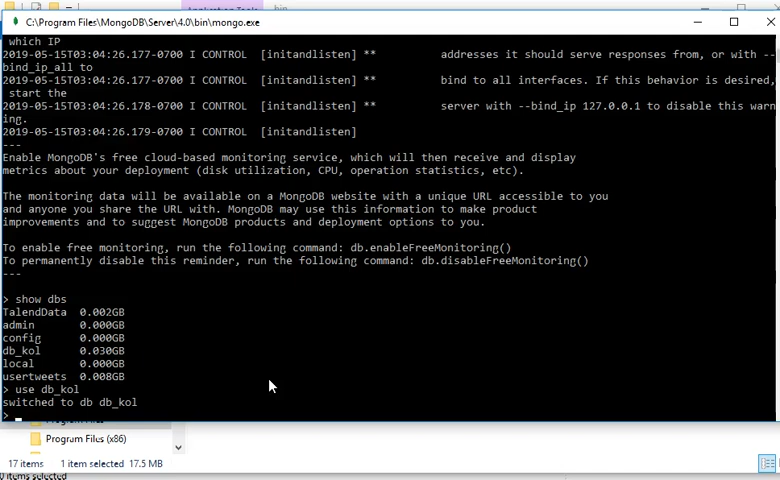 Application Tools
bin
C:\Program Files\MongoDB\Server\4.0\bin\mongo.exe
which IP
2019-05-15T03:04:26.177-0700 I CONTROL  [initandlisten] **          addresses it should serve responses from, or with --
bind_ip_all to
2019-05-15T03:04:26.177-0700 I CONTROL  [initandlisten] **          bind to all interfaces. If this behavior is desired,
start the
2019-05-15T03:04:26.178-0700 I CONTROL  [initandlisten] **          server with --bind_ip 127.0.0.1 to disable this warn
ing.
2019-05-15T03:04:26.179-0700 I CONTROL  [initandlisten]
---
Enable MongoDB's free cloud-based monitoring service, which will then receive and display
metrics about your deployment (disk utilization, CPU, operation statistics, etc).
The monitoring data will be available on a MongoDB website with a unique URL accessible to you
and anyone you share the URL with. MongoDB may use this information to make product
improvements and to suggest MongoDB products and deployment options to you.
To enable free monitoring, run the following command: db.enableFreeMonitoring()
To permanently disable this reminder, run the following command: db.disableFreeMonitoring()
---
> show dbs
TalendData  0.002GB
admin       0.000GB
config      0.000GB
db_kol      0.030GB
local       0.000GB
usertweets  0.008GB
> use db_kol
switched to db db_kol
>
Program Files
Program Files (x86)
17 items   1 item selected  17.5 MB
0 items selected